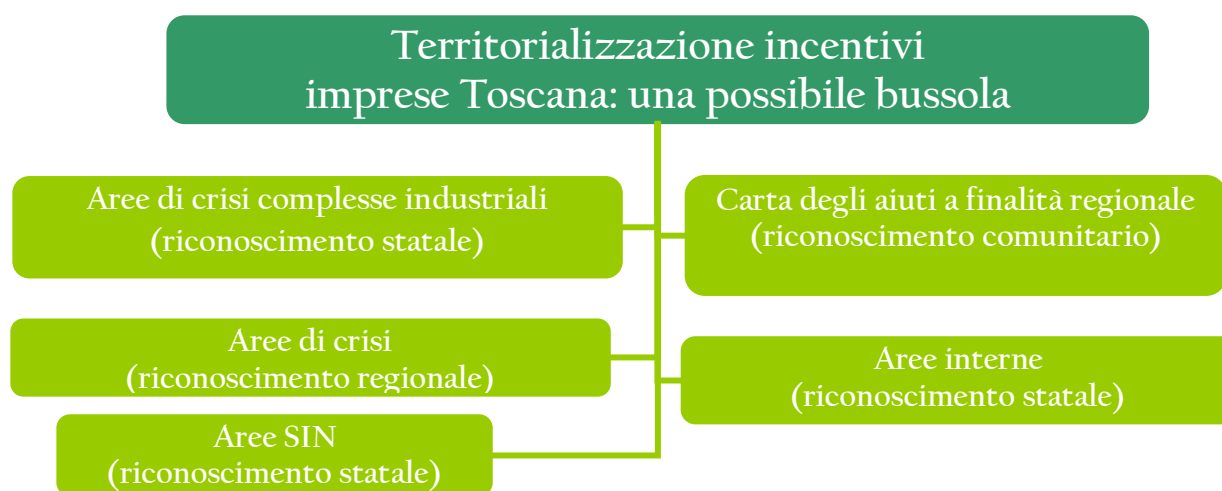 Territorializzazione incentivi
imprese Toscana: una possibile bussola
Aree di crisi complesse industriali
(riconoscimento statale)
Carta degli aiuti a finalità regionale
(riconoscimento comunitario)
Aree di crisi
(riconoscimento regionale)
Aree interne
(riconoscimento statale)
Aree SIN
(riconoscimento statale)